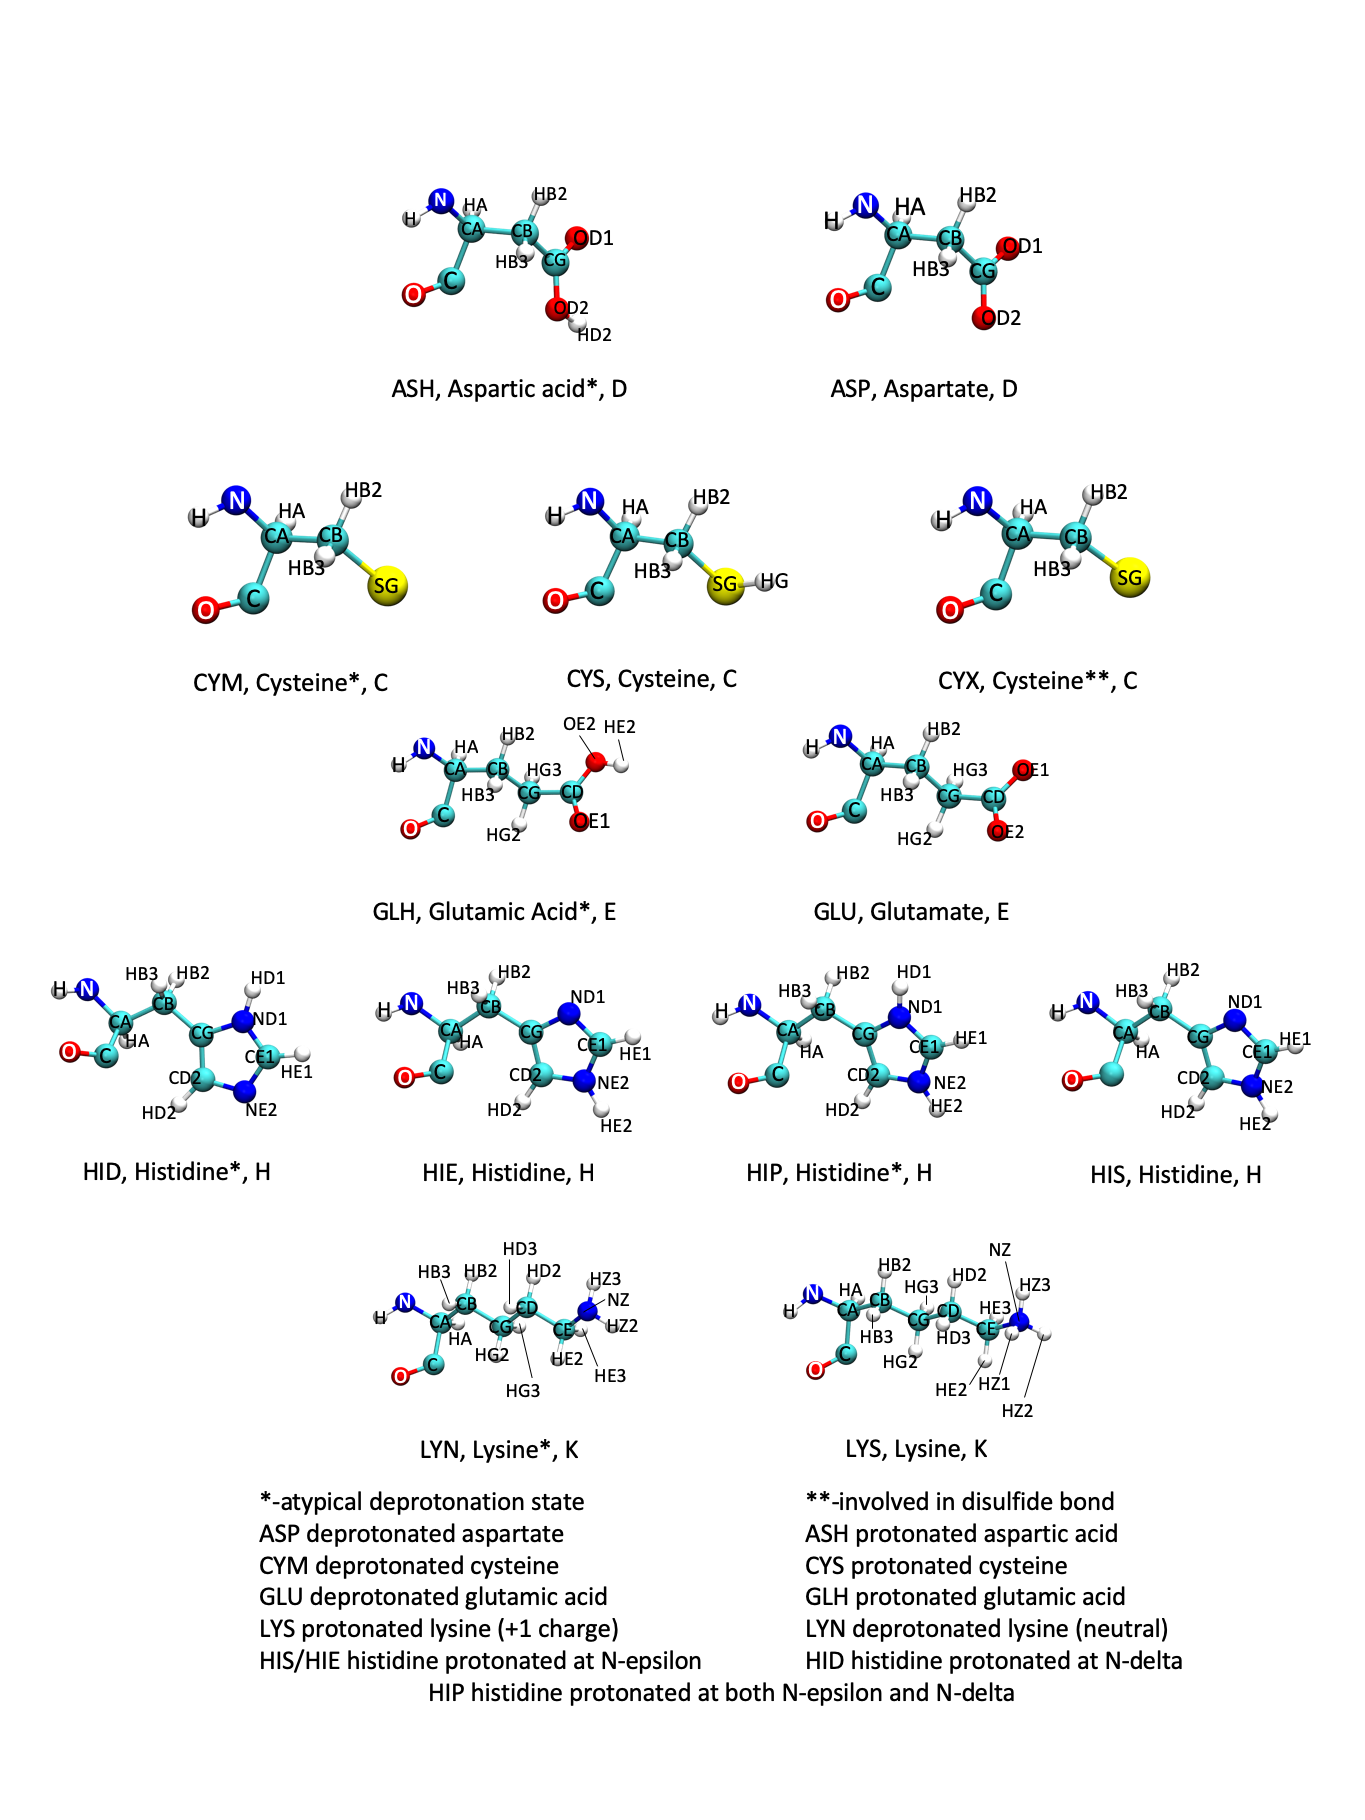 N HA HB2
H CA CB OD1
HB3 CG
C
O OD2
HD2
N HA HB2
H CA CB OD1
HB3 CG
C
O OD2
ASH, Aspartic acid*, D
ASP, Aspartate, D
N HA HB2
H CA CB
HB3
C SG
O
N HA HB2
H CA CB
HB3
C SG HG
O
N HA HB2
H CA CB
HB3
C SG
O
CYM, Cysteine*, C
CYS, Cysteine, C
CYX, Cysteine**, C
OE2 HE2
N HA HB2
H CA CB HG3
HB3 CG CD
C
O HG2 OE1
N HA HB2
H CA CB HG3 OE1
HB3 CG CD
C
O HG2 OE2
GLH, Glutamic Acid*, E
GLU, Glutamate, E
HB3 HB2 HD1
H N CB
CA CG ND1
O C HA CE1
CD2 HE1
HD2 NE2
HB2
HB3 ND1
H N CB
CA CG
HA CE1 HE1
O C CD2 NE2
HD2 HE2
HB2 HD1
HB3 ND1
H N CB
CA CG HE1
HA CE1
O C CD2 NE2
HD2 HE2
HB2
HB3 ND1
H N CB
CA CG HE1
HA CE1
O CD2 NE2
HD2 HE2
HID, Histidine*, H
HIE, Histidine, H
HIP, Histidine*, H
HIS, Histidine, H
HD3
HB3 HB2 HD2 HZ3
N CB CD NZ
H CA CG CE HZ2
HA
C HG2 HE2
O HG3 HE3
NZ
HB2 HD2 HZ3
N HA CB HG3 HE3
H CA CG CD CE
HB3 HD3
C HG2
O HE2 HZ1
HZ2
LYN, Lysine*, K
LYS, Lysine, K
*-atypical deprotonation state
ASP deprotonated aspartate
CYM deprotonated cysteine
GLU deprotonated glutamic acid
LYS protonated lysine (+1 charge)
HIS/HIE histidine protonated at N-epsilon
**-involved in disulfide bond
ASH protonated aspartic acid
CYS protonated cysteine
GLH protonated glutamic acid
LYN deprotonated lysine (neutral)
HID histidine protonated at N-delta
HIP histidine protonated at both N-epsilon and N-delta